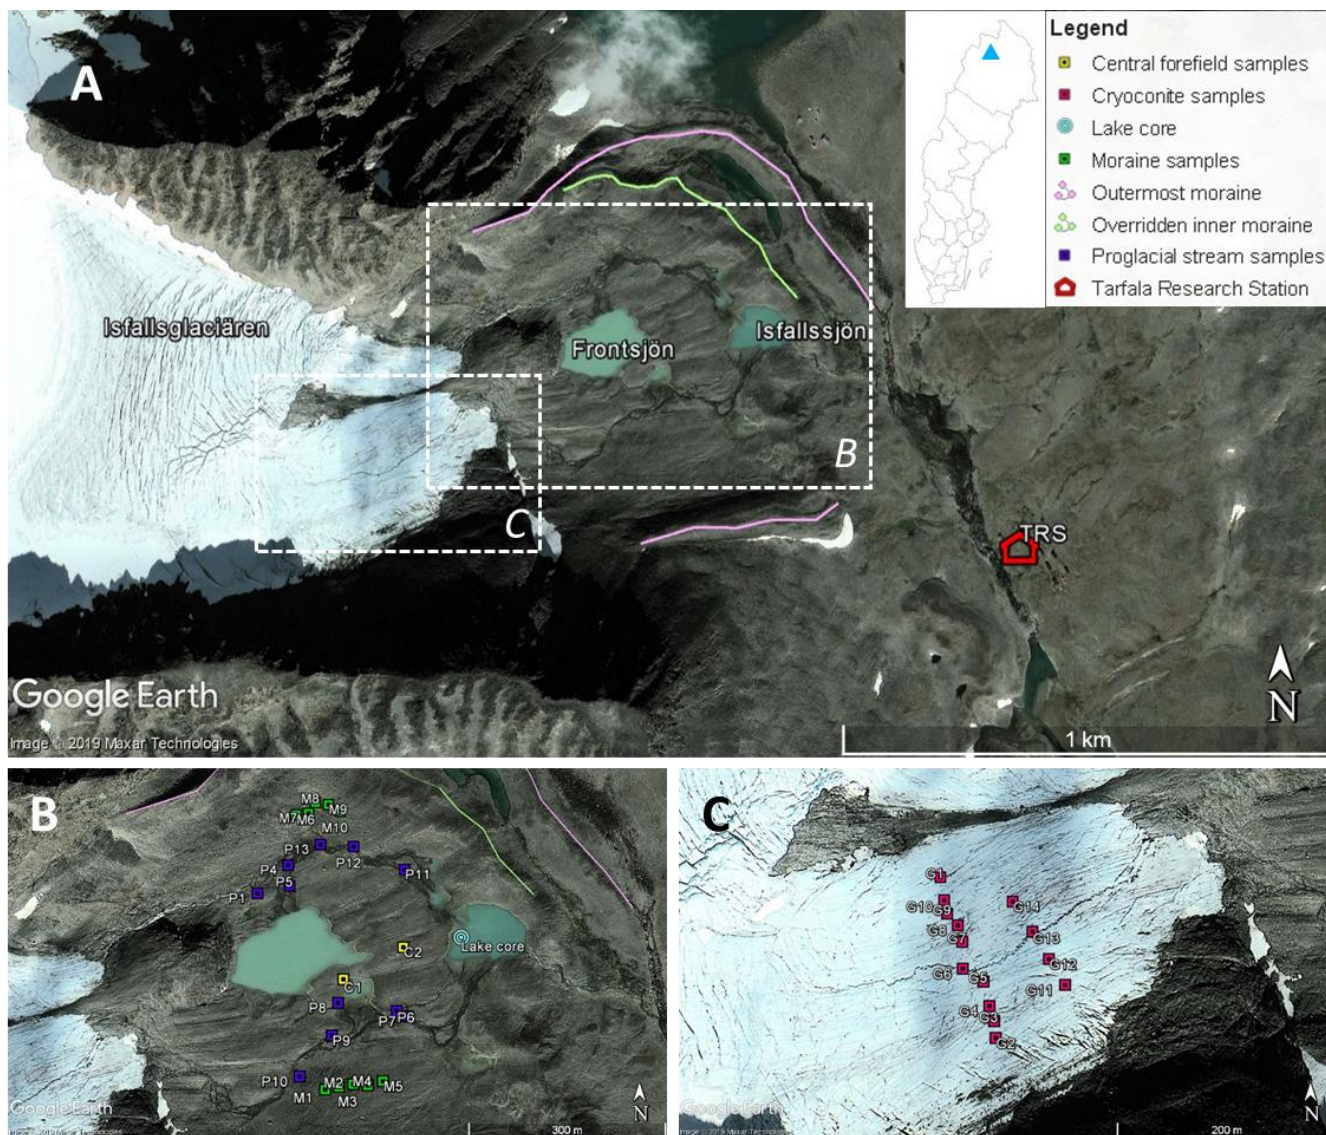 A
Legend
Central forefield samples
Cryoconite samples
Lake core
Moraine samples
Outermost moraine
Overridden inner moraine
Proglacial stream samples
Tarfala Research Station
Isfallsglaciären
Frontsjön
Isfallssjön
B
C
TRS
N
Google Earth
Image © 2019 Maxar Technologies
1 km
B
M8
M7 M6 M9
M10
P13
P12
P4
P5
P11
P1
C2
Lake core
C1
P8
P7 P6
P9
P10
M1 M2 M3 M4 M5
Google Earth
300 m
N
C
G1
G10
G9
G14
G8
G7
G13
G6
G5
G12
G11
G4
G3
G2
Google Earth
200 m
N